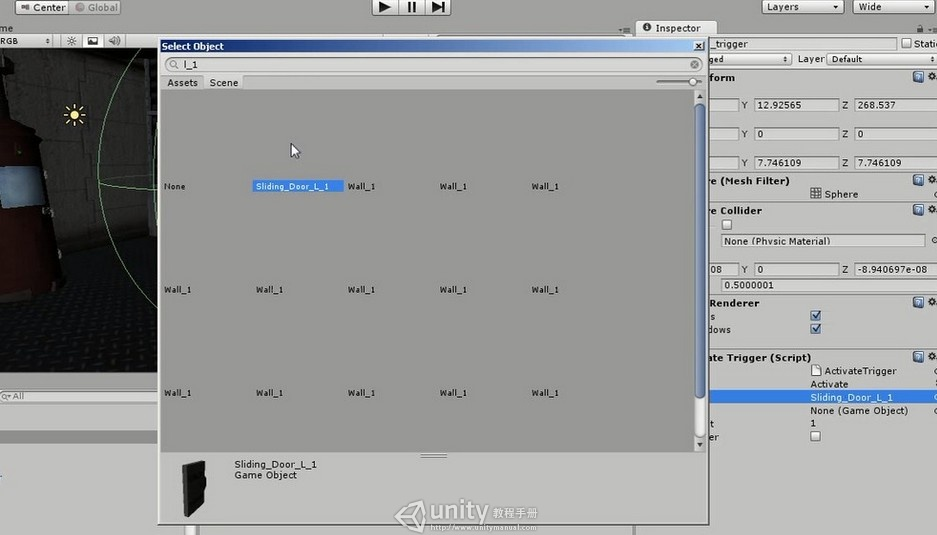 Center Global
Layers
Wide
me
RGB
Inspector
_trigger
Static
ged
Layer Default
form
Y 12.92565 Z 268.537
Y 0 Z 0
Y 7.746109 Z 7.746109
e (Mesh Filter)
Sphere
e Collider
None (Physic Material)
08 Y 0 Z -8.940697e-08
0.5000001
Renderer
s
dows
ate Trigger (Script)
ActivateTrigger
Activate
Sliding_Door_L_1
None (Game Object)
t 1
er
All
Select Object
l_1
Assets Scene
None Sliding_Door_L_1 Wall_1 Wall_1 Wall_1
Wall_1 Wall_1 Wall_1 Wall_1 Wall_1
Wall_1 Wall_1 Wall_1 Wall_1 Wall_1
Sliding_Door_L_1
Game Object
unity 教程手册
http://www.unitymanual.com